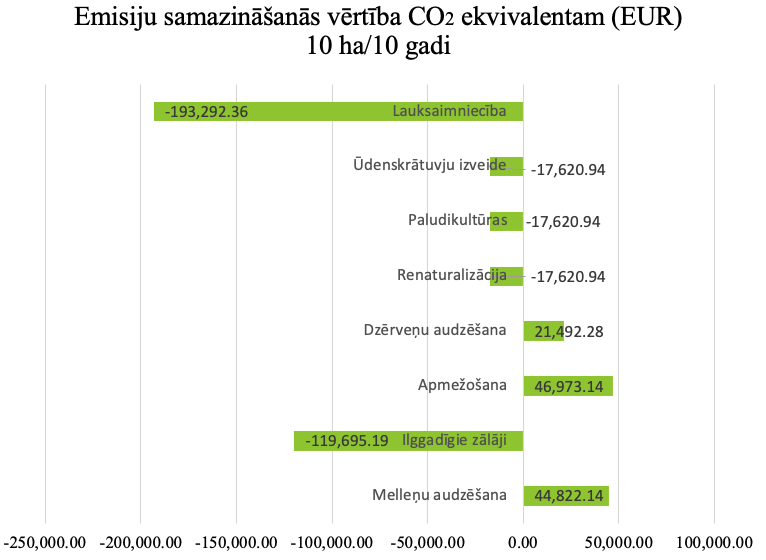 Emisiju samazināšanās vērtība CO2 ekvivalentam (EUR)
10 ha/10 gadi
-193,292.36 Lauksaimniecība
Ūdenskrātuvju izveide -17,620.94
Paludikultūras -17,620.94
Renaturalizācija -17,620.94
Dzērveņu audzēšana 21,492.28
Apmežošana 46,973.14
-119,695.19 Ilggadīgie zālāji
Melleņu audzēšana 44,822.14
-250,000.00 -200,000.00 -150,000.00 -100,000.00 -50,000.00 0.00 50,000.00 100,000.00